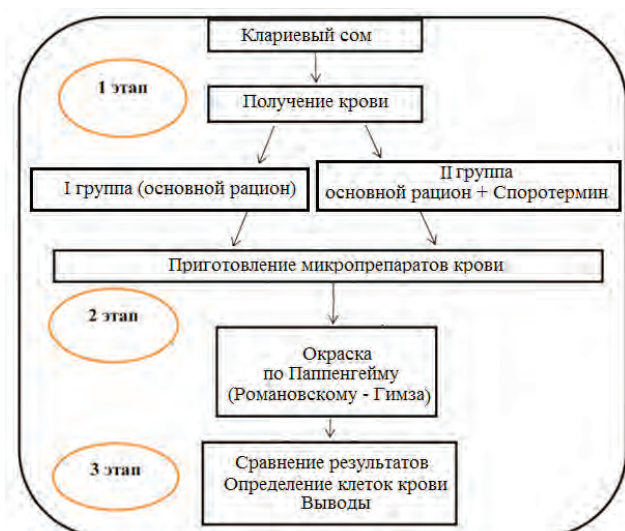 Клариевый сом
1 этап
Получение крови
I группа (основной рацион)
II группа
основной рацион + Споротермин
Приготовление микропрепаратов крови
2 этап
Окраска
по Паппенгейму
(Романовскому - Гимза)
3 этап
Сравнение результатов
Определение клеток крови
Выводы